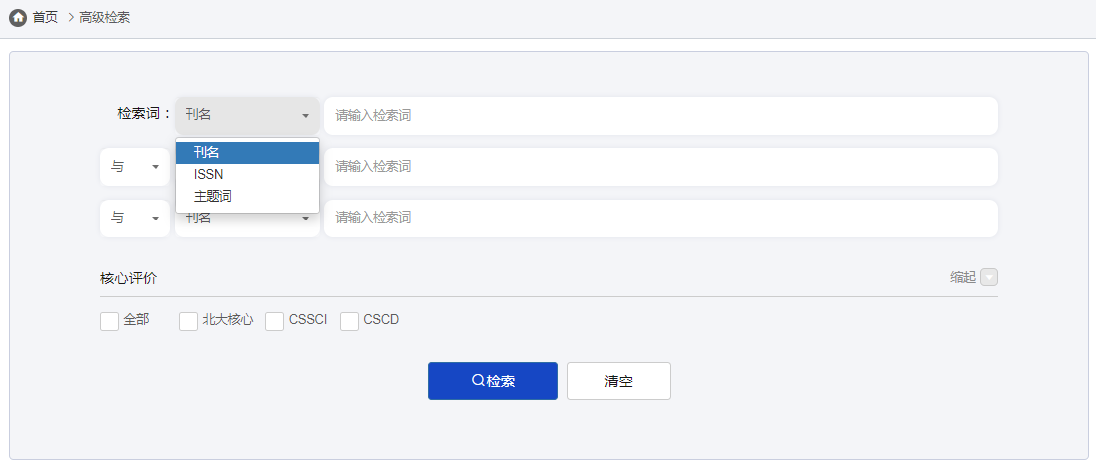 首页 > 高级检索
检索词： 刊名 请输入检索词
刊名
与 请输入检索词
ISSN
主题词
与 刊名 请输入检索词
核心评价 缩起
全部 北大核心 CSSCI CSCD
检索 清空